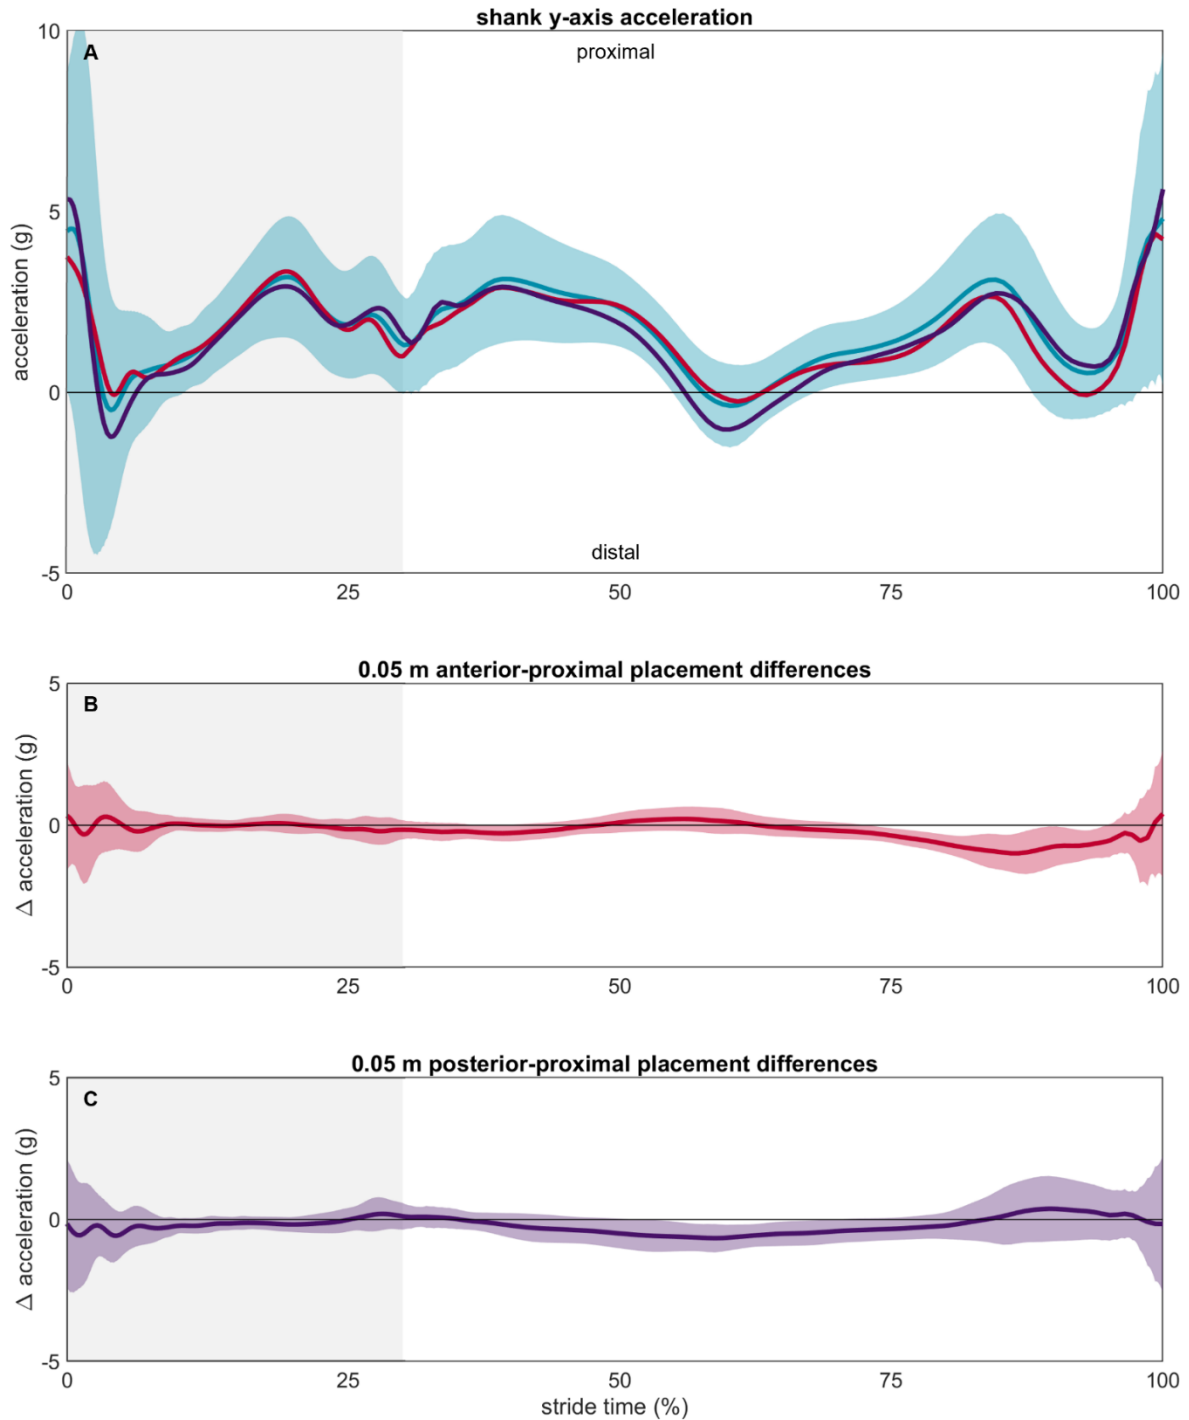 shank y-axis acceleration
A
proximal
10
5
0
-5
acceleration (g)
distal
0 25 50 75 100
0.05 m anterior-proximal placement differences
B
5
0
-5
Δ acceleration (g)
0 25 50 75 100
0.05 m posterior-proximal placement differences
C
5
0
-5
Δ acceleration (g)
0 25 50 75 100
stride time (%)